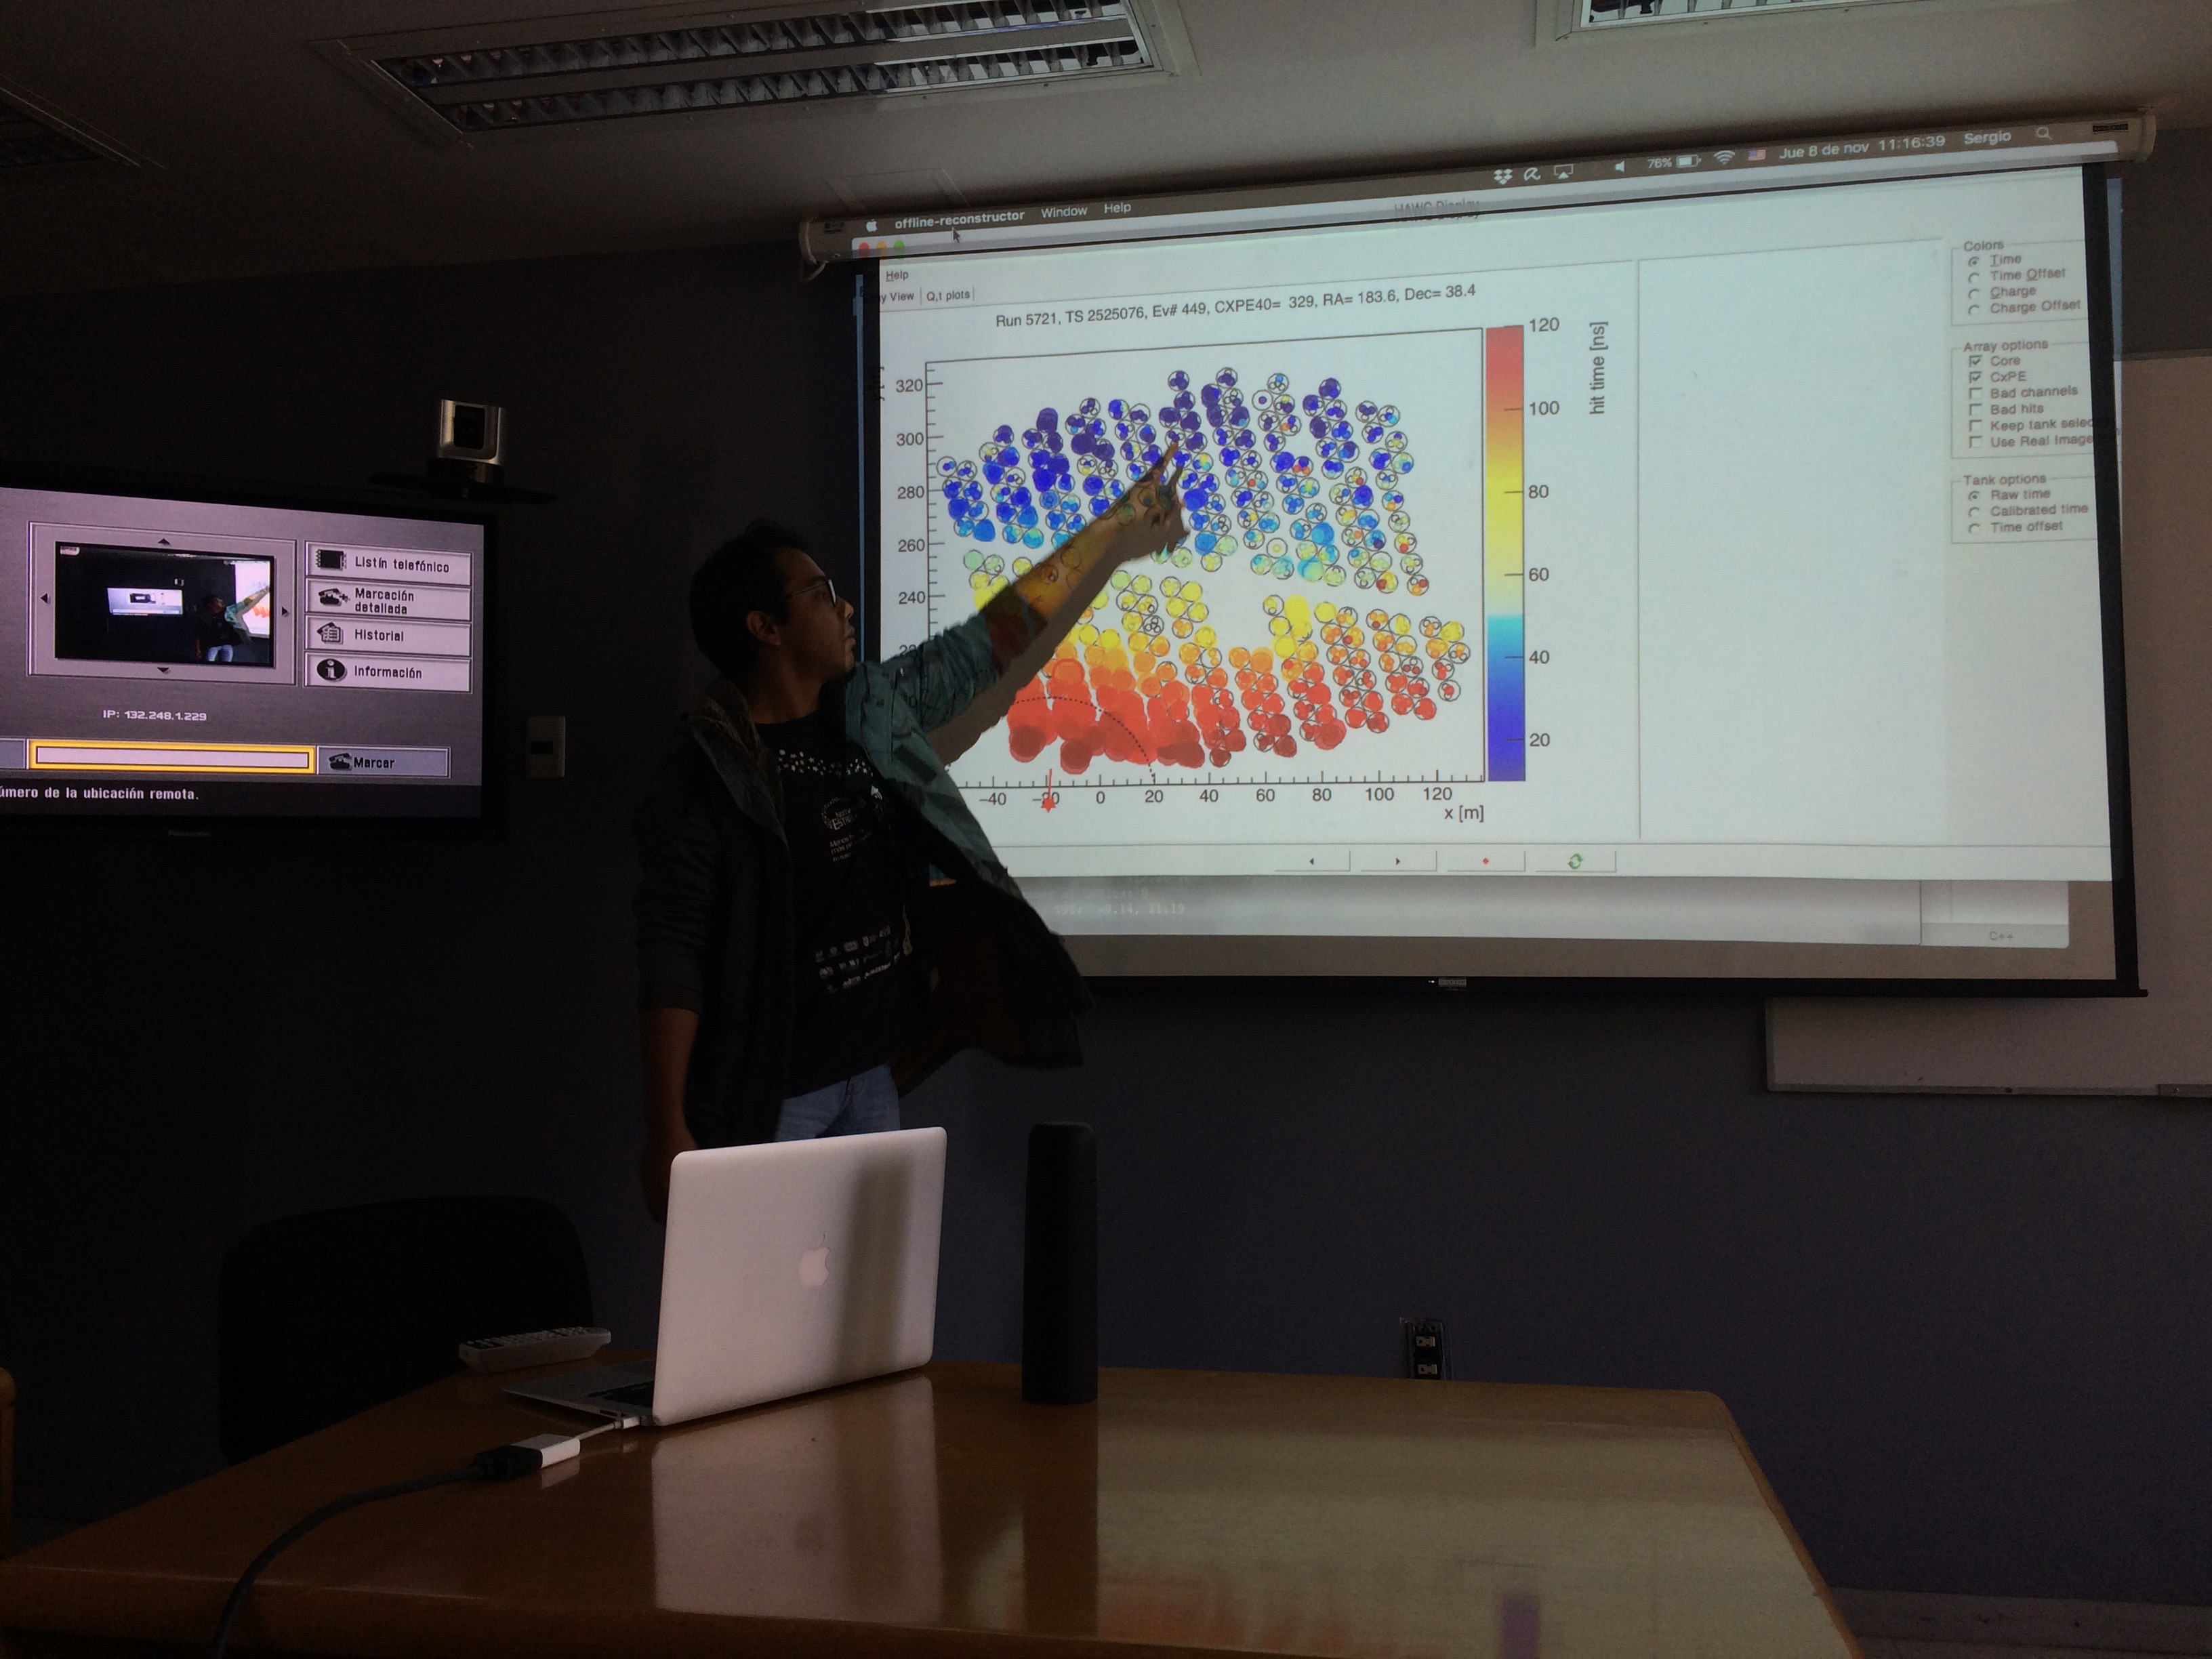 offline-reconstructor Window Help
76% Jue 8 de nov 11:16:39 Sergio
HAWC Display
Help
View Q,t plots
Run 5721, TS 2525076, Ev# 449, CXPE40= 329, RA= 183.6, Dec= 38.4
320
300
280
260
240
−40 −20 0 20 40 60 80 100 120
x [m]
120
100
80
60
40
20
hit time [ns]
Colors
Time
Time Offset
Charge
Charge Offset
Array options
Core
CxPE
Bad channels
Bad hits
Keep tank
Use Real Image
Tank options
Raw time
Calibrated time
Time offset
C++
Listín telefónico
Marcación
detallada
Historial
Información
IP: 132.248.1.229
Marcar
de la ubicación remota.
Panasonic